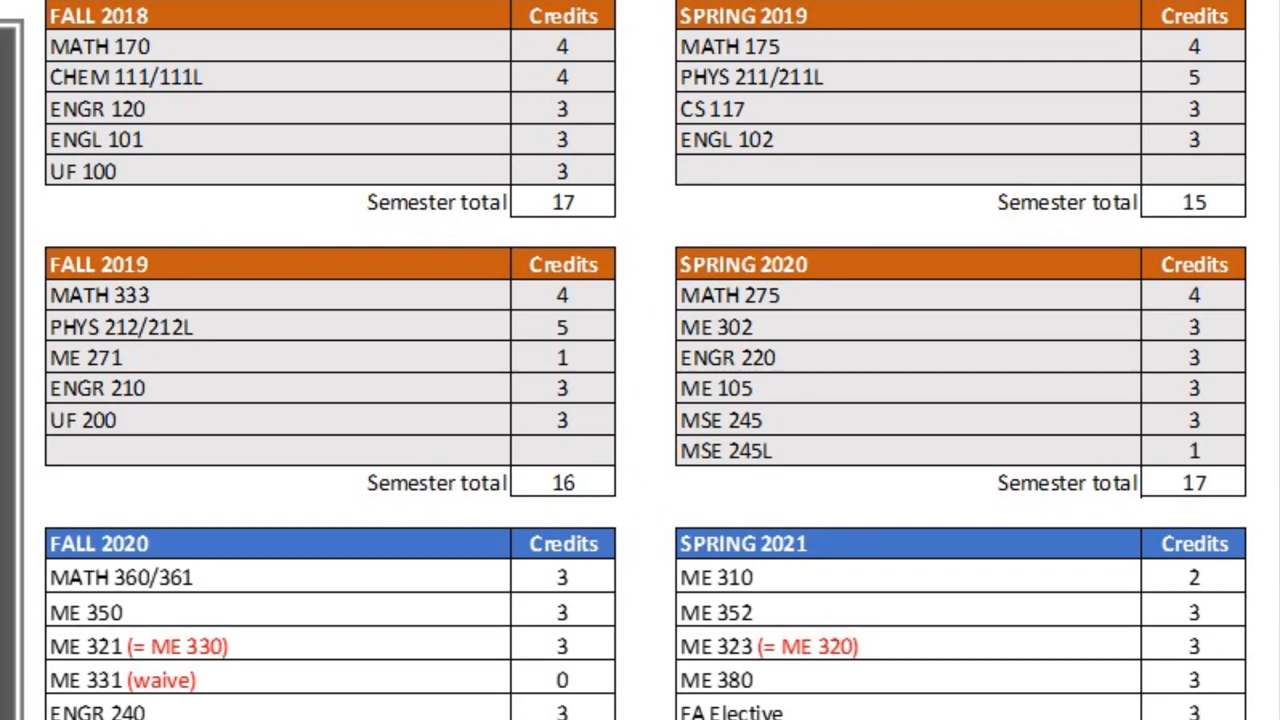 FALL 2018 Credits
MATH 170 4
CHEM 111/111L 4
ENGR 120 3
ENGL 101 3
UF 100 3
Semester total 17
SPRING 2019 Credits
MATH 175 4
PHYS 211/211L 5
CS 117 3
ENGL 102 3
Semester total 15
FALL 2019 Credits
MATH 333 4
PHYS 212/212L 5
ME 271 1
ENGR 210 3
UF 200 3
Semester total 16
SPRING 2020 Credits
MATH 275 4
ME 302 3
ENGR 220 3
ME 105 3
MSE 245 3
MSE 245L 1
Semester total 17
FALL 2020 Credits
MATH 360/361 3
ME 350 3
ME 321 (= ME 330) 3
ME 331 (waive) 0
ENGR 240 3
SPRING 2021 Credits
ME 310 2
ME 352 3
ME 323 (= ME 320) 3
ME 380 3
FA Elective 3